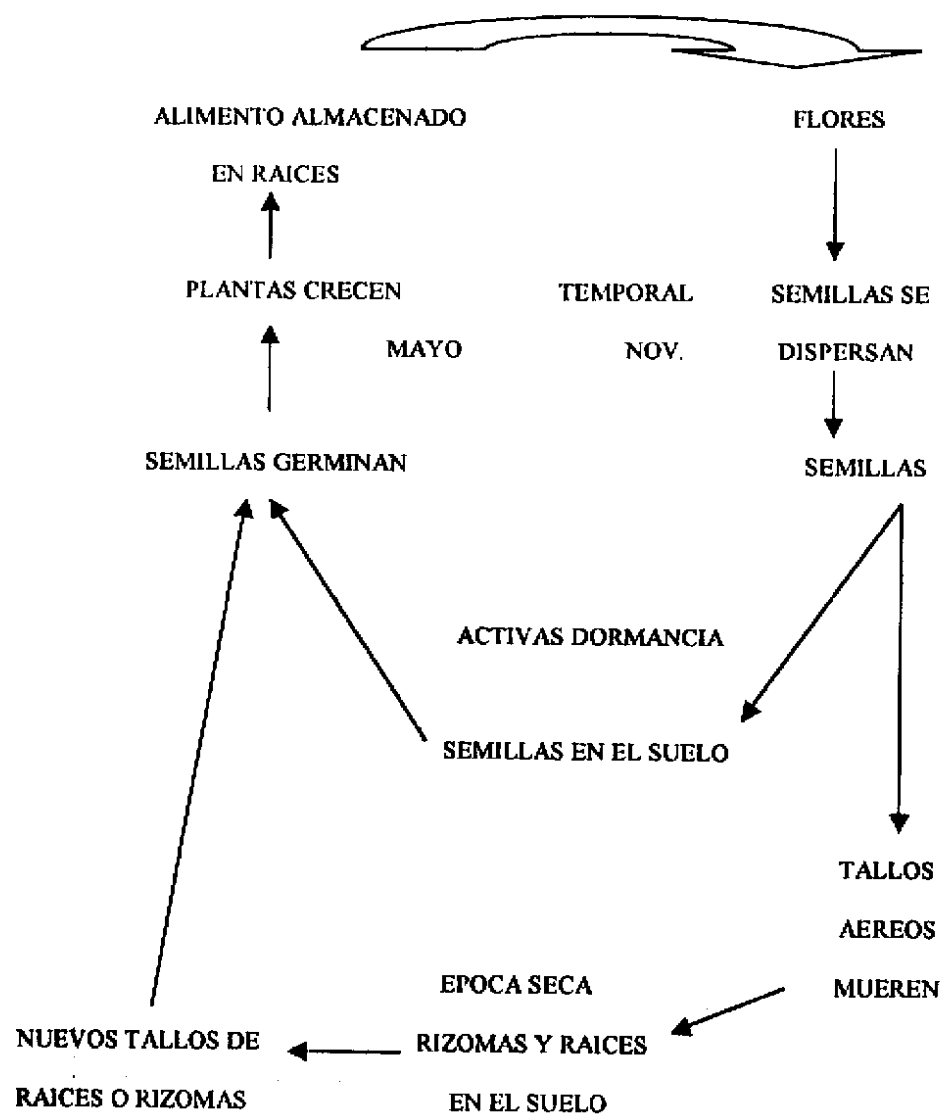 ALIMENTO ALMACENADO
EN RAICES
FLORES
PLANTAS CRECEN
TEMPORAL
SEMILLAS SE
MAYO
NOV.
DISPERSAN
SEMILLAS GERMINAN
SEMILLAS
ACTIVAS DORMANCIA
SEMILLAS EN EL SUELO
TALLOS
AEREOS
MUEREN
EPOCA SECA
RIZOMAS Y RAICES
EN EL SUELO
NUEVOS TALLOS DE
RAICES O RIZOMAS